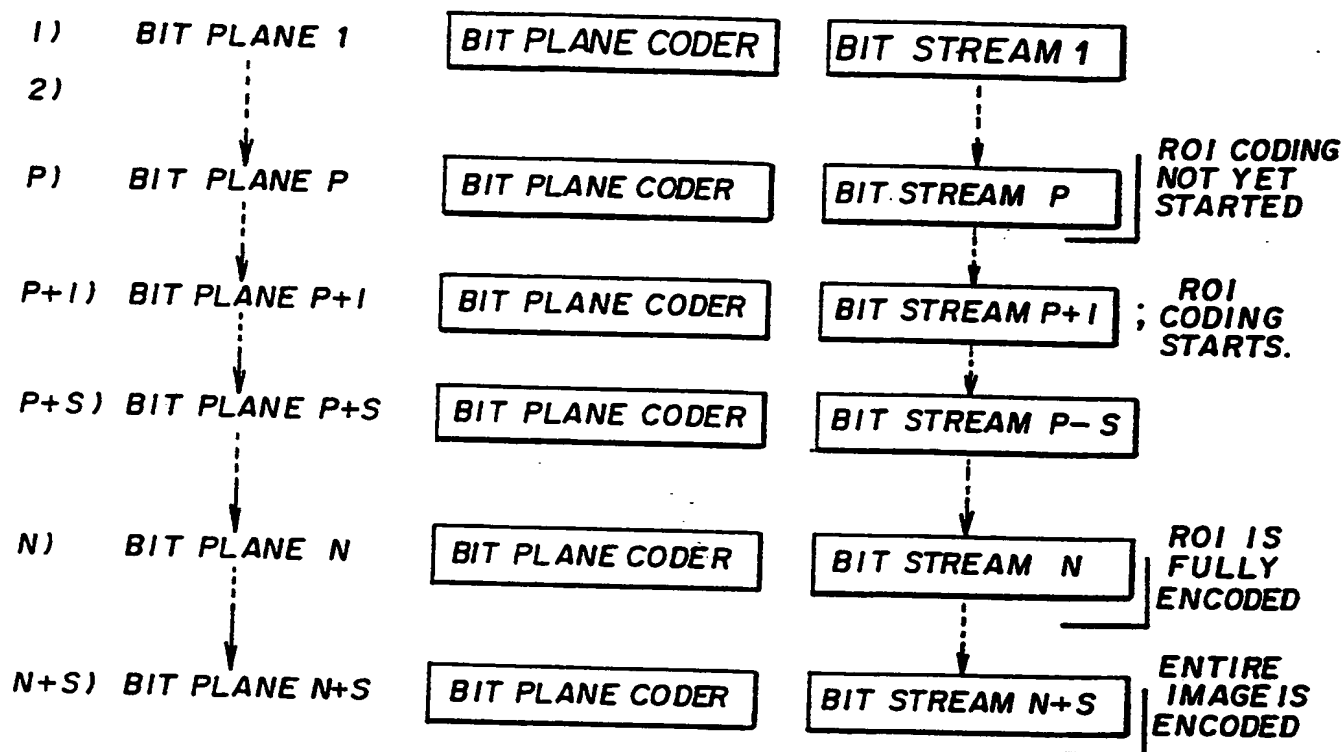 1) BIT PLANE 1 BIT PLANE CODER BIT STREAM 1
2)
P) BIT PLANE P BIT PLANE CODER BIT STREAM P
ROI CODING
NOT YET
STARTED
P+1) BIT PLANE P+1 BIT PLANE CODER BIT STREAM P+1 ; ROI
CODING
STARTS.
P+S) BIT PLANE P+S BIT PLANE CODER BIT STREAM P-S
N) BIT PLANE N BIT PLANE CODER BIT STREAM N
ROI IS
FULLY
ENCODED
N+S) BIT PLANE N+S BIT PLANE CODER BIT STREAM N+S
ENTIRE
IMAGE IS
ENCODED